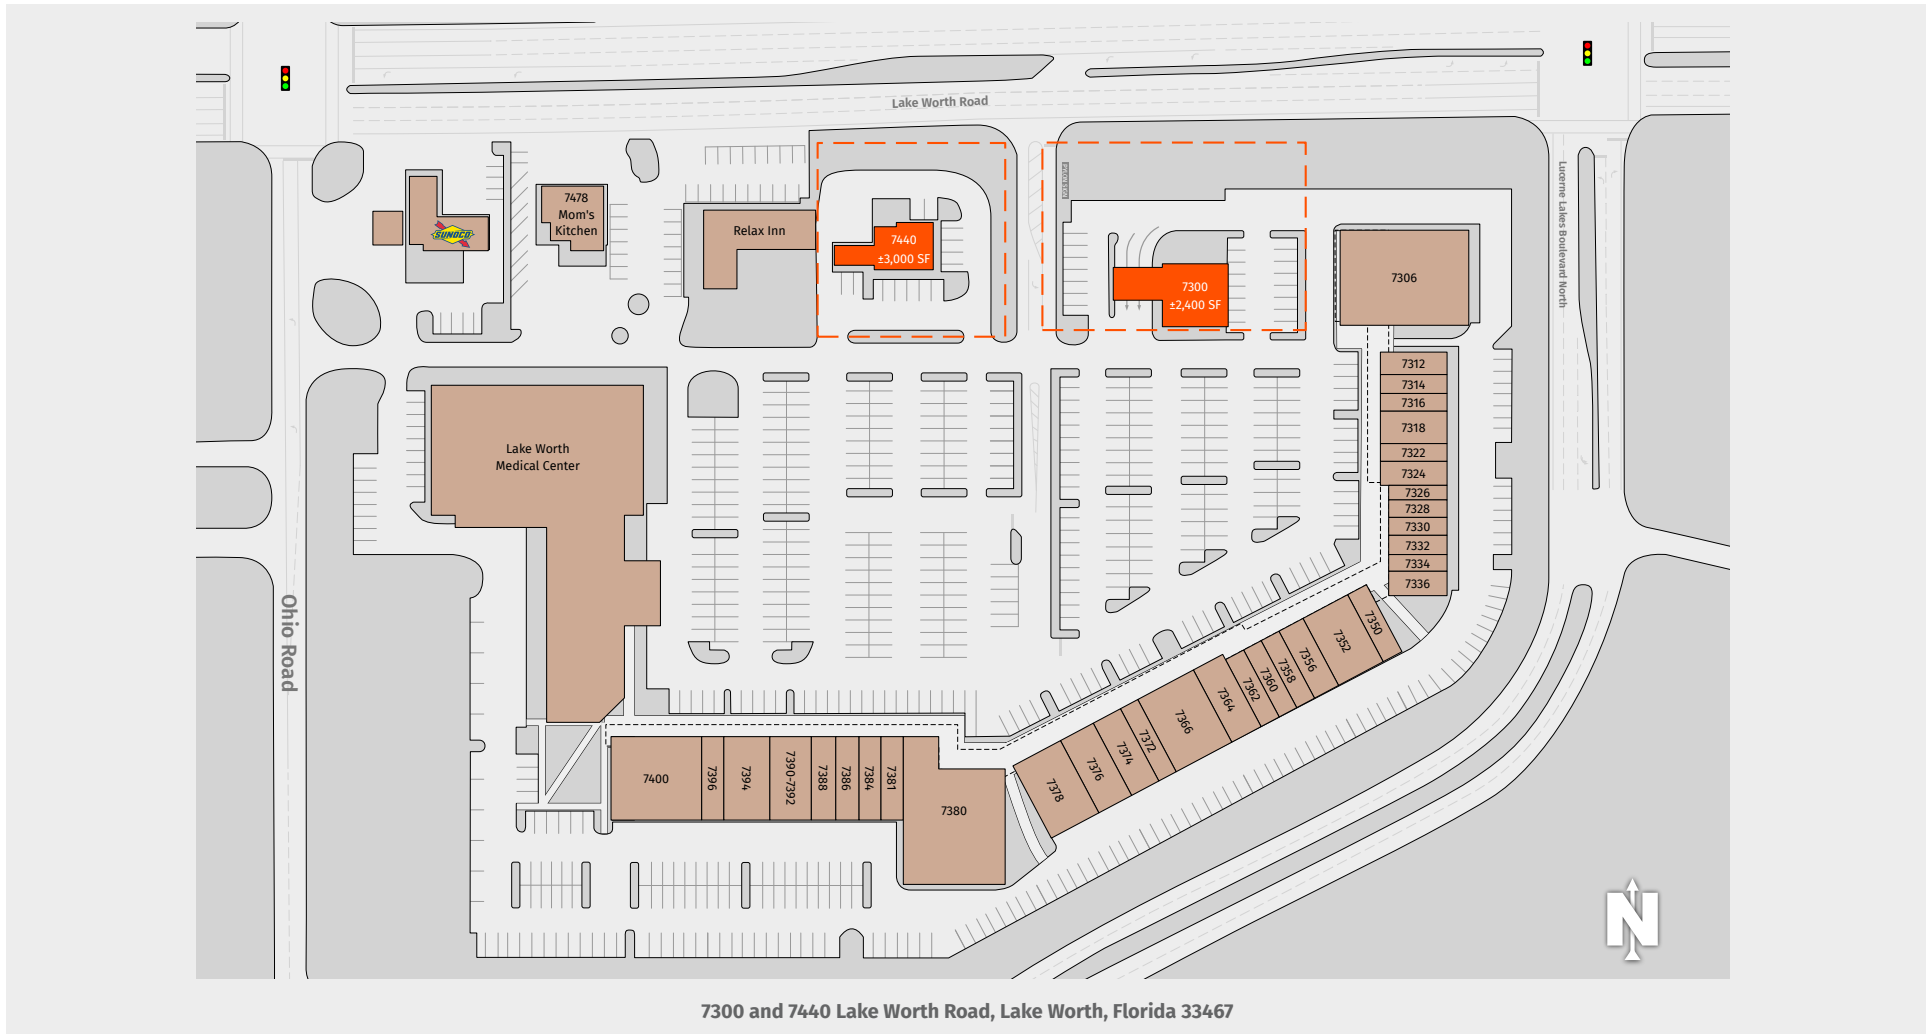 Lake Worth Road
Lucerne Lakes Boulevard North
Ohio Road
SUNOCO
7478
Mom's
Kitchen
Relax Inn
7440
±3,000 SF
PYLON SIGN
7300
±2,400 SF
7306
7312
7314
7316
7318
7322
7324
7326
7328
7330
7332
7334
7336
Lake Worth
Medical Center
7350
7352
7356
7358
7360
7362
7364
7366
7372
7374
7376
7378
7400
7396
7394
7390-7392
7388
7386
7384
7381
7380
N
7300 and 7440 Lake Worth Road, Lake Worth, Florida 33467